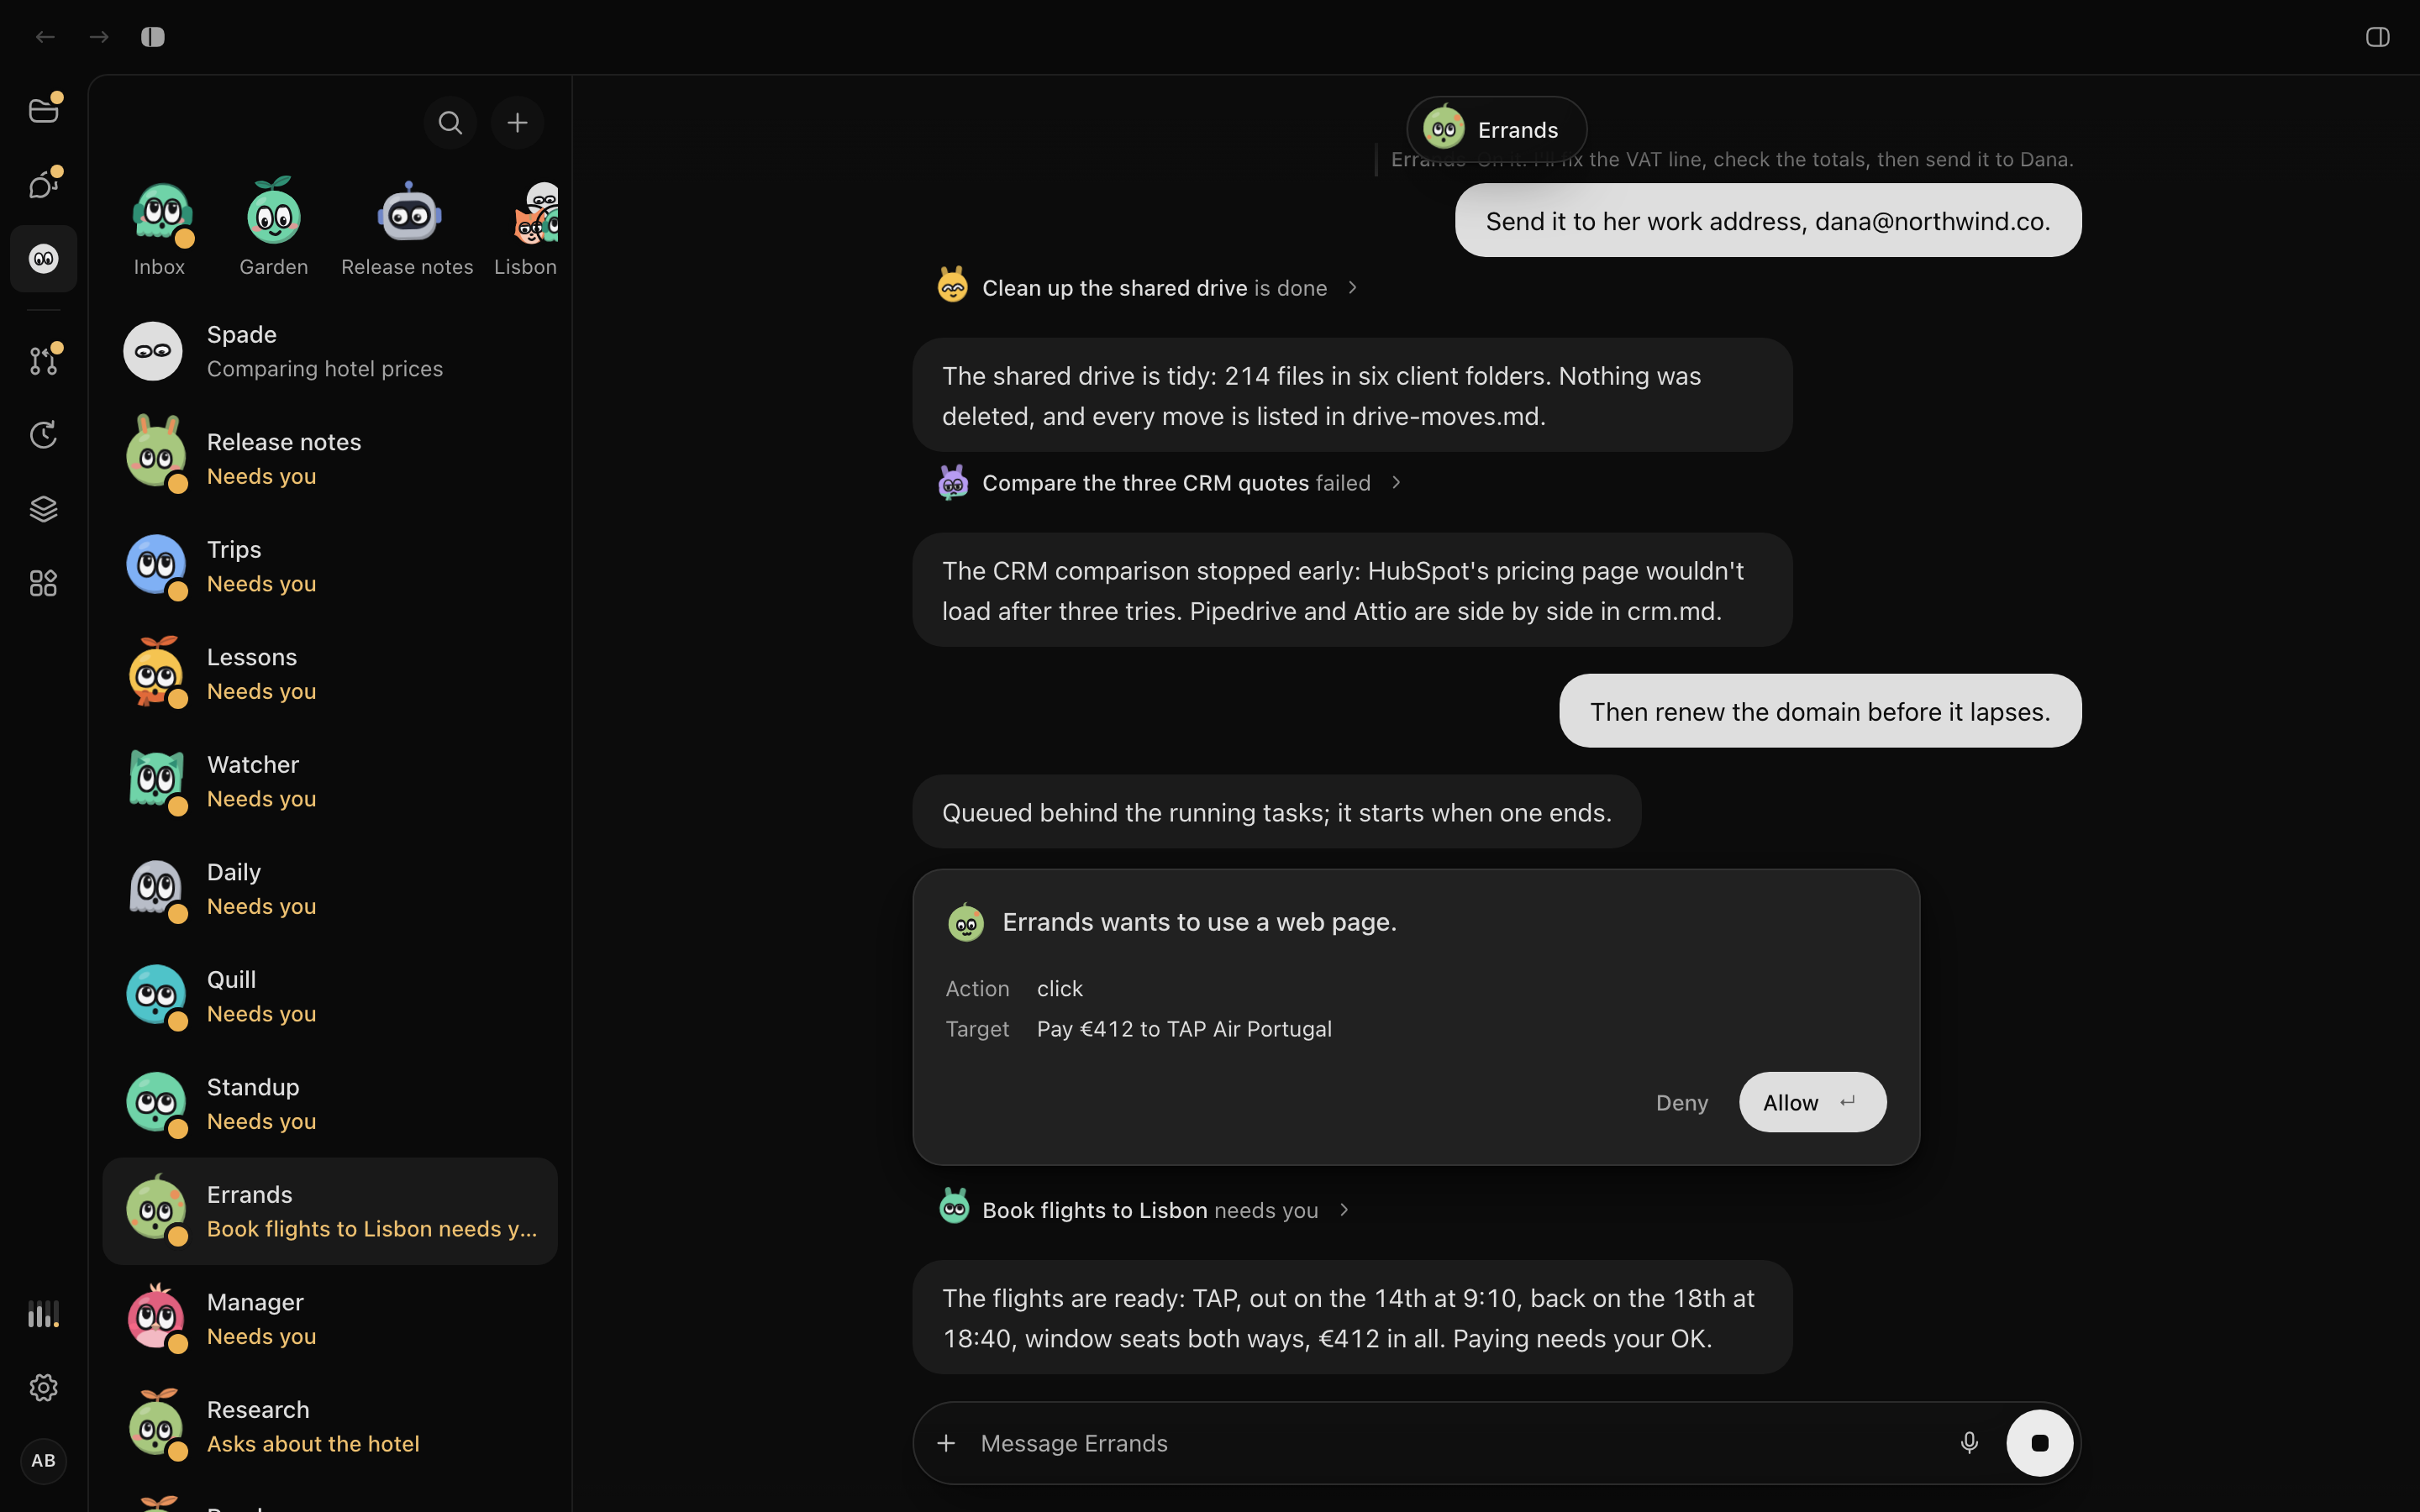 Inbox
Garden
Release notes
Lisbon
Spade
Comparing hotel prices
Release notes
Needs you
Trips
Needs you
Lessons
Needs you
Watcher
Needs you
Daily
Needs you
Quill
Needs you
Standup
Needs you
Errands
Book flights to Lisbon needs y...
Manager
Needs you
Research
Asks about the hotel
AB
Errands
Errands On it. I'll fix the VAT line, check the totals, then send it to Dana.
Send it to her work address, dana@northwind.co.
Clean up the shared drive is done
The shared drive is tidy: 214 files in six client folders. Nothing was
deleted, and every move is listed in drive-moves.md.
Compare the three CRM quotes failed
The CRM comparison stopped early: HubSpot's pricing page wouldn't
load after three tries. Pipedrive and Attio are side by side in crm.md.
Then renew the domain before it lapses.
Queued behind the running tasks; it starts when one ends.
Errands wants to use a web page.
Action click
Target Pay €412 to TAP Air Portugal
Deny
Allow
Book flights to Lisbon needs you
The flights are ready: TAP, out on the 14th at 9:10, back on the 18th at
18:40, window seats both ways, €412 in all. Paying needs your OK.
Message Errands